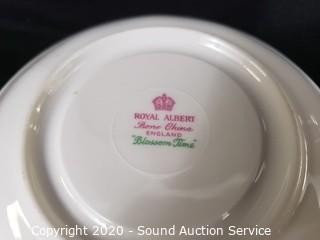 ROYAL ALBERT
Bone China
ENGLAND
"Blossom Time"
Copyright 2020 - Sound Auction Service